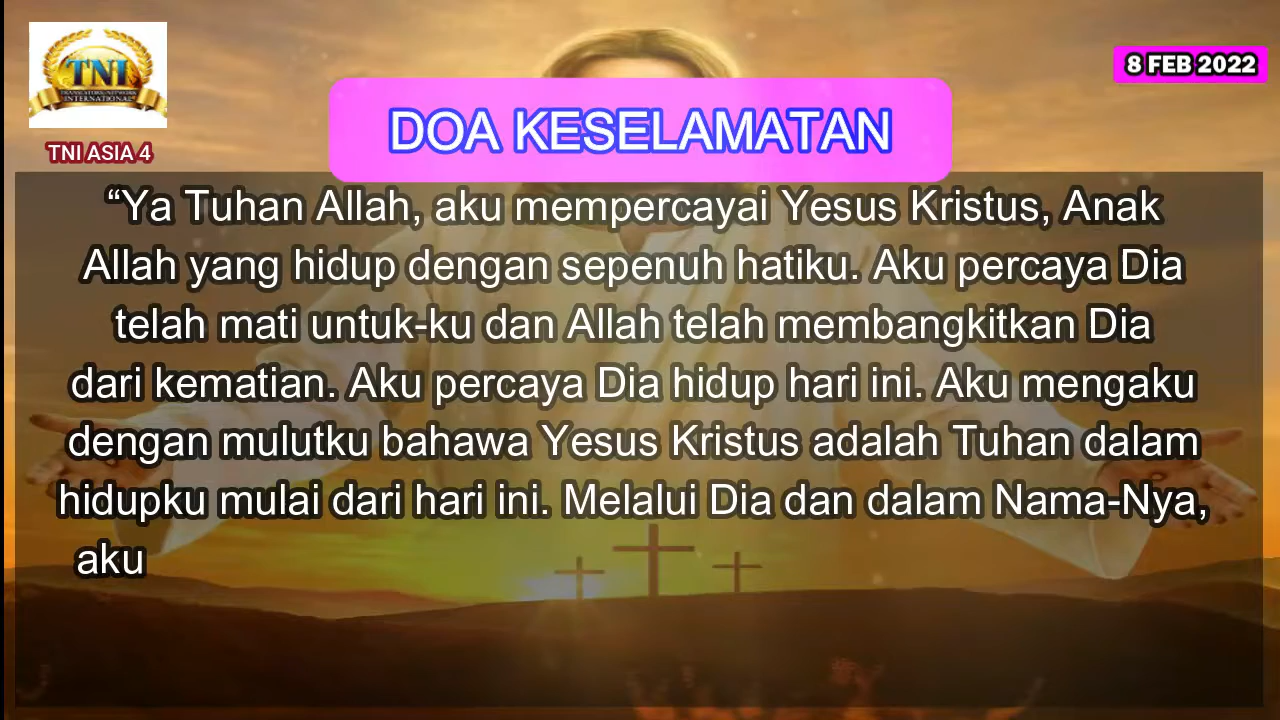 TNI
TRANSLATORS NETWORK
INTERNATIONAL
TNI ASIA 4
8 FEB 2022
DOA KESELAMATAN
“Ya Tuhan Allah, aku mempercayai Yesus Kristus, Anak
Allah yang hidup dengan sepenuh hatiku. Aku percaya Dia
telah mati untuk-ku dan Allah telah membangkitkan Dia
dari kematian. Aku percaya Dia hidup hari ini. Aku mengaku
dengan mulutku bahawa Yesus Kristus adalah Tuhan dalam
hidupku mulai dari hari ini. Melalui Dia dan dalam Nama-Nya,
aku